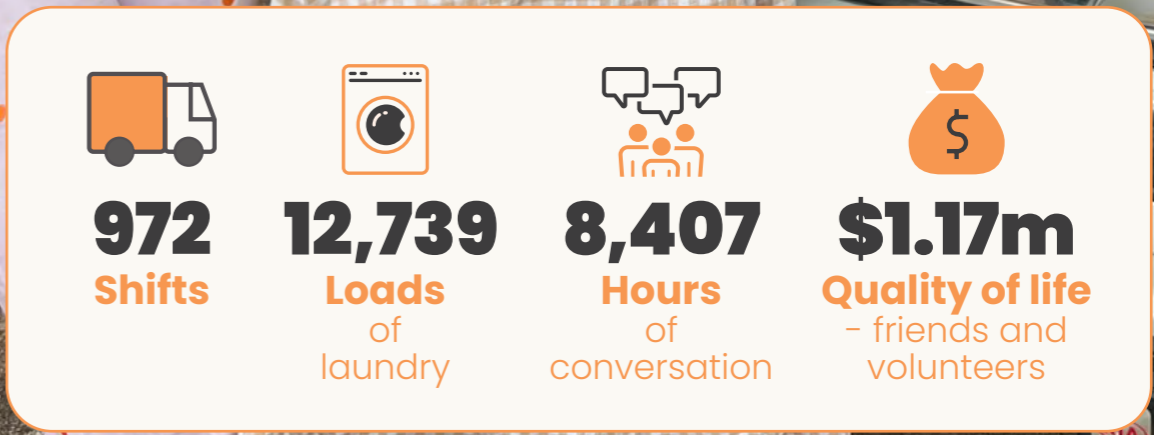 972
Shifts
12,739
Loads
of
laundry
8,407
Hours
of
conversation
$
$1.17m
Quality of life
- friends and
volunteers